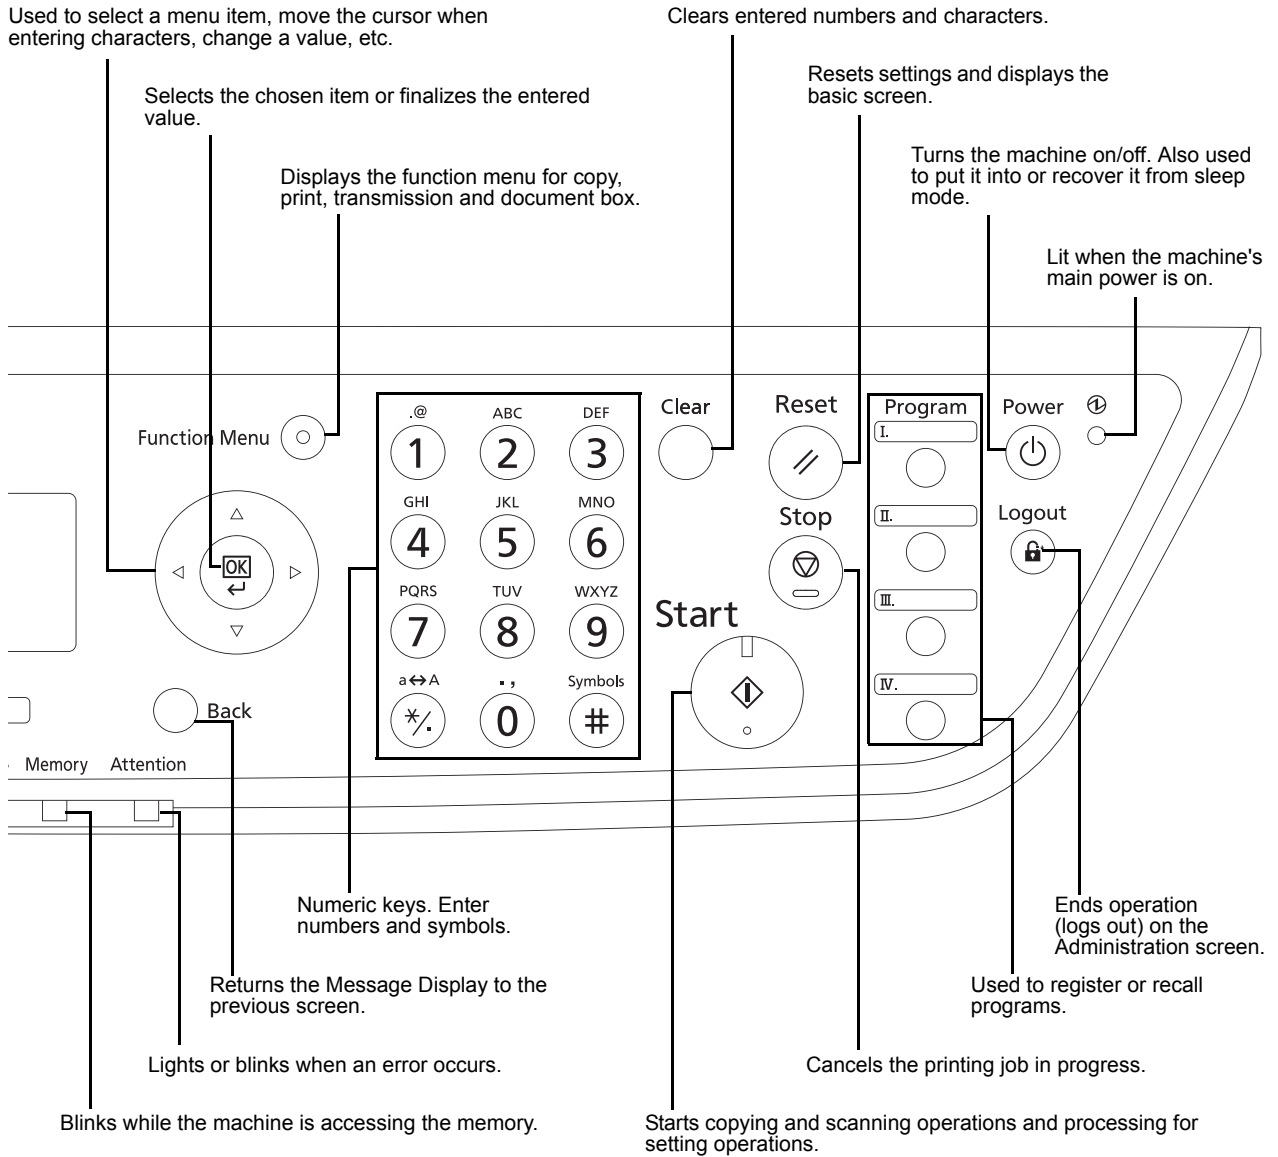 Used to select a menu item, move the cursor when
entering characters, change a value, etc.
Clears entered numbers and characters.
Selects the chosen item or finalizes the entered
value.
Resets settings and displays the
basic screen.
Displays the function menu for copy,
print, transmission and document box.
Turns the machine on/off. Also used
to put it into or recover it from sleep
mode.
Lit when the machine's
main power is on.
Function Menu
.@
1
ABC
2
DEF
3
GHI
4
JKL
5
MNO
6
PQRS
7
TUV
8
WXYZ
9
a↔A
*/.
.,
0
Symbols
#
Clear
Reset
Stop
Start
Program
I.
II.
III.
IV.
Power
Logout
OK
Back
Memory
Attention
Numeric keys. Enter
numbers and symbols.
Ends operation
(logs out) on the
Administration screen.
Returns the Message Display to the
previous screen.
Used to register or recall
programs.
Lights or blinks when an error occurs.
Cancels the printing job in progress.
Blinks while the machine is accessing the memory.
Starts copying and scanning operations and processing for
setting operations.